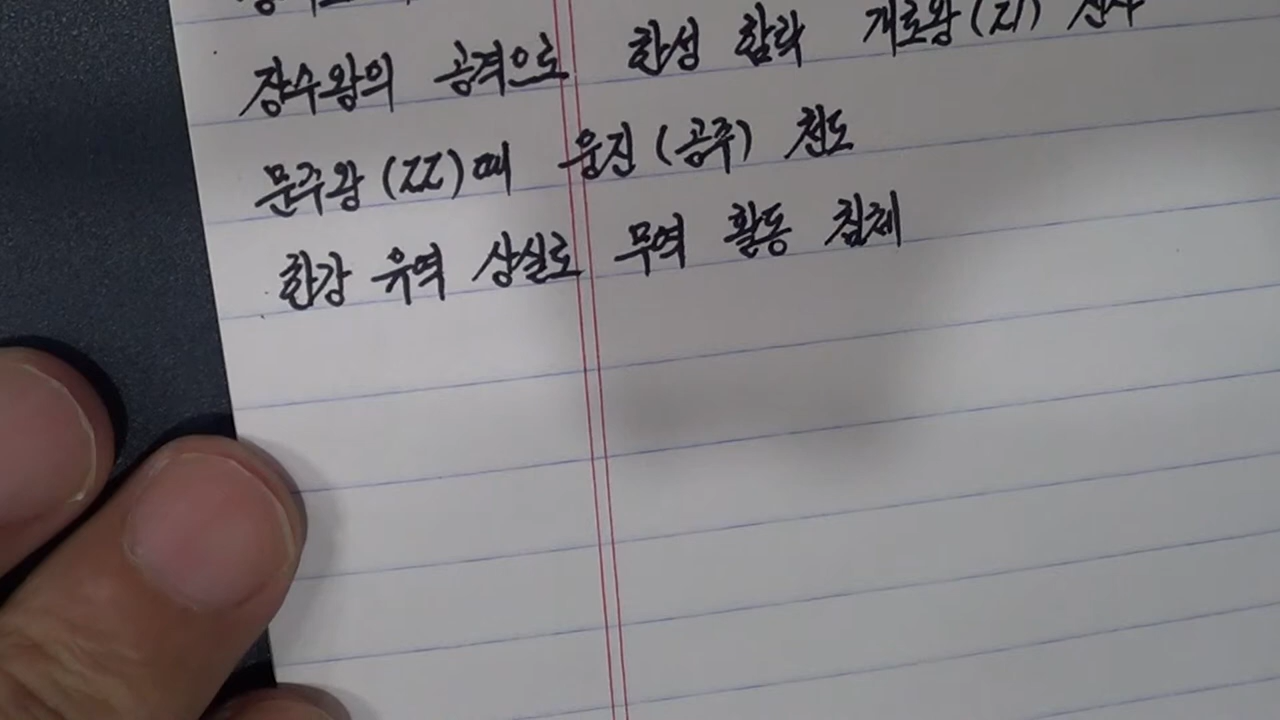 장수왕의 공격으로 한성 함락 개로왕(21) 전사
문주왕(22)때 웅진(공주) 천도
한강 유역 상실로 무역 활동 침체